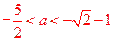 -5/2 < a < -√2 - 1